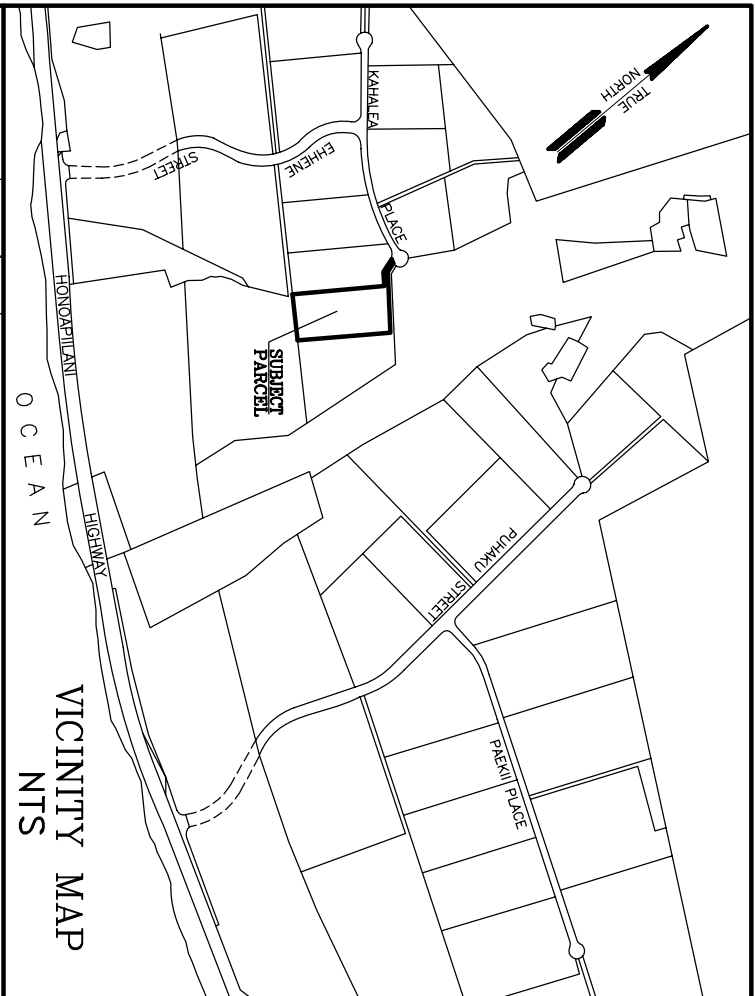 TRUE
NORTH
KAHALEA
PLACE
EHHENE
STREET
HONOAPIILANI
HIGHWAY
SUBJECT
PARCEL
OCEAN
PUHAKU
STREET
PAEKII PLACE
VICINITY MAP
NTS